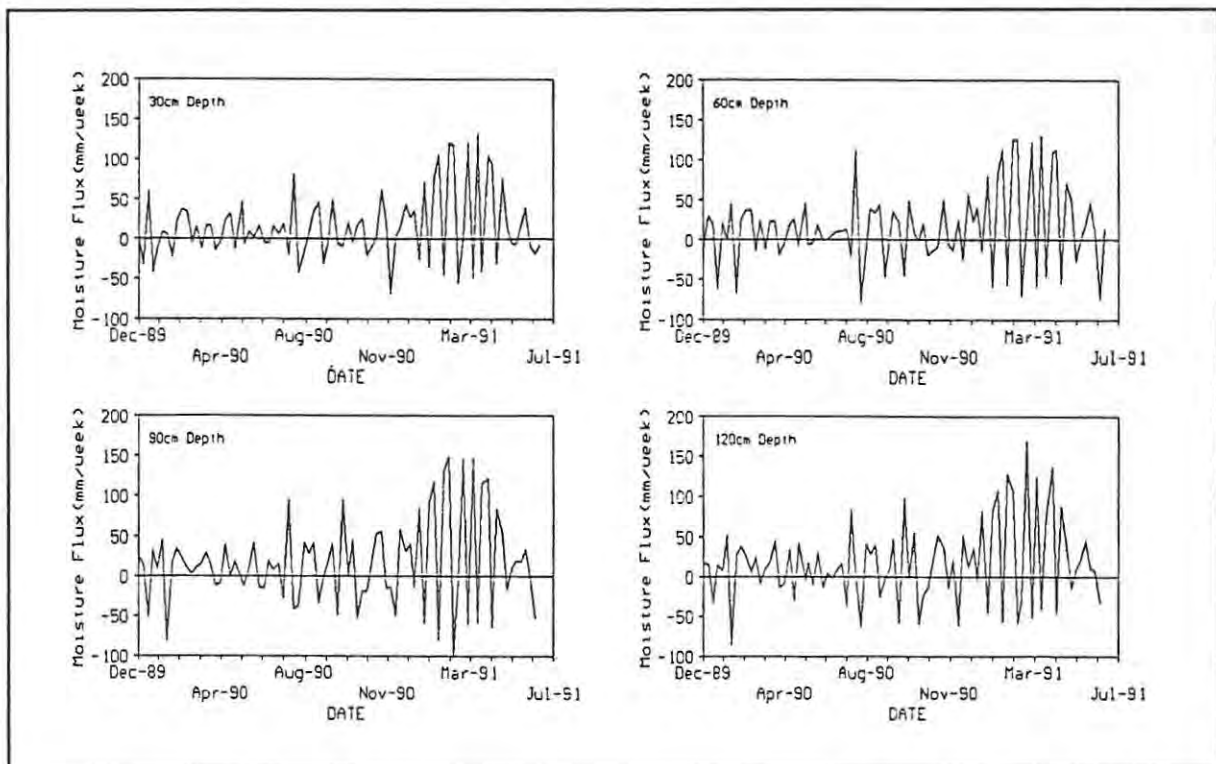 30cm Depth
Moisture Flux(mm/week)
200
150
100
50
0
-50
-100
Dec-89
Aug-90
Mar-91
Apr-90
Nov-90
Jul-91
DATE
60cm Depth
Moisture Flux(mm/week)
200
150
100
50
0
-50
-100
Dec-89
Aug-90
Mar-91
Apr-90
Nov-90
Jul-91
DATE
90cm Depth
Moisture Flux(mm/week)
200
150
100
50
0
-50
-100
Dec-89
Aug-90
Mar-91
Apr-90
Nov-90
Jul-91
DATE
120cm Depth
Moisture Flux(mm/week)
200
150
100
50
0
-50
-100
Dec-89
Aug-90
Mar-91
Apr-90
Nov-90
Jul-91
DATE